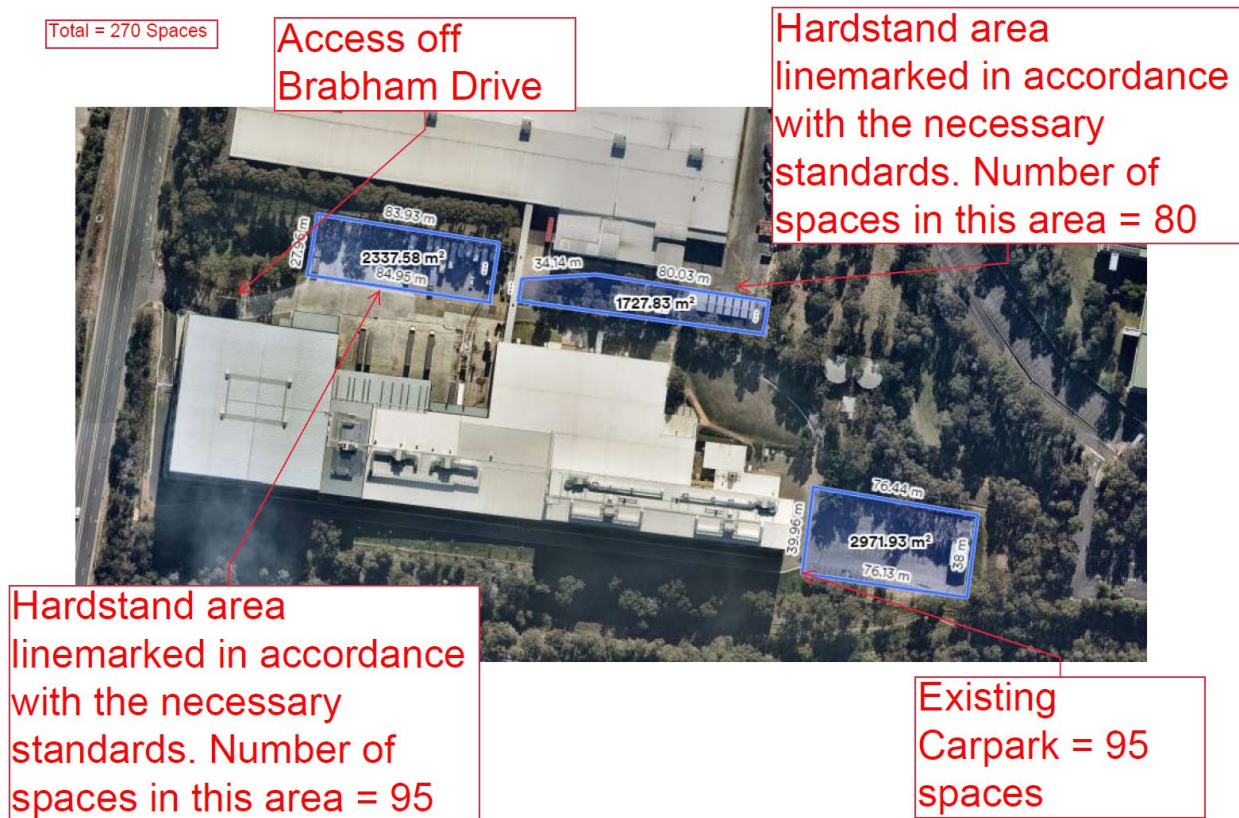 Total = 270 Spaces
Access off
Brabham Drive
Hardstand area
linemarked in accordance
with the necessary
standards. Number of
spaces in this area = 80
83.93 m
27.96 m
2337.58 m²
84.95 m
34.14 m
80.03 m
1727.83 m²
76.44 m
39.96 m
2971.93 m²
38 m
76.13 m
Hardstand area
linemarked in accordance
with the necessary
standards. Number of
spaces in this area = 95
Existing
Carpark = 95
spaces